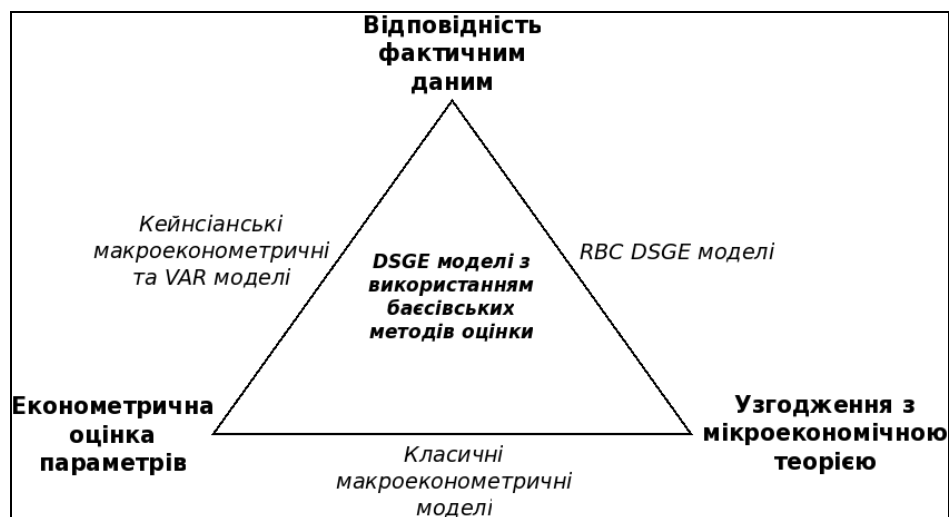 Відповідність
фактичним
даним
Кейнсіанські
макроеконометричні
та VAR моделі
RBC DSGE моделі
DSGE моделі з
використанням
баєсівських
методів оцінки
Економетрична
оцінка
параметрів
Узгодження з
мікроекономічною
теорією
Класичні
макроеконометричні
моделі